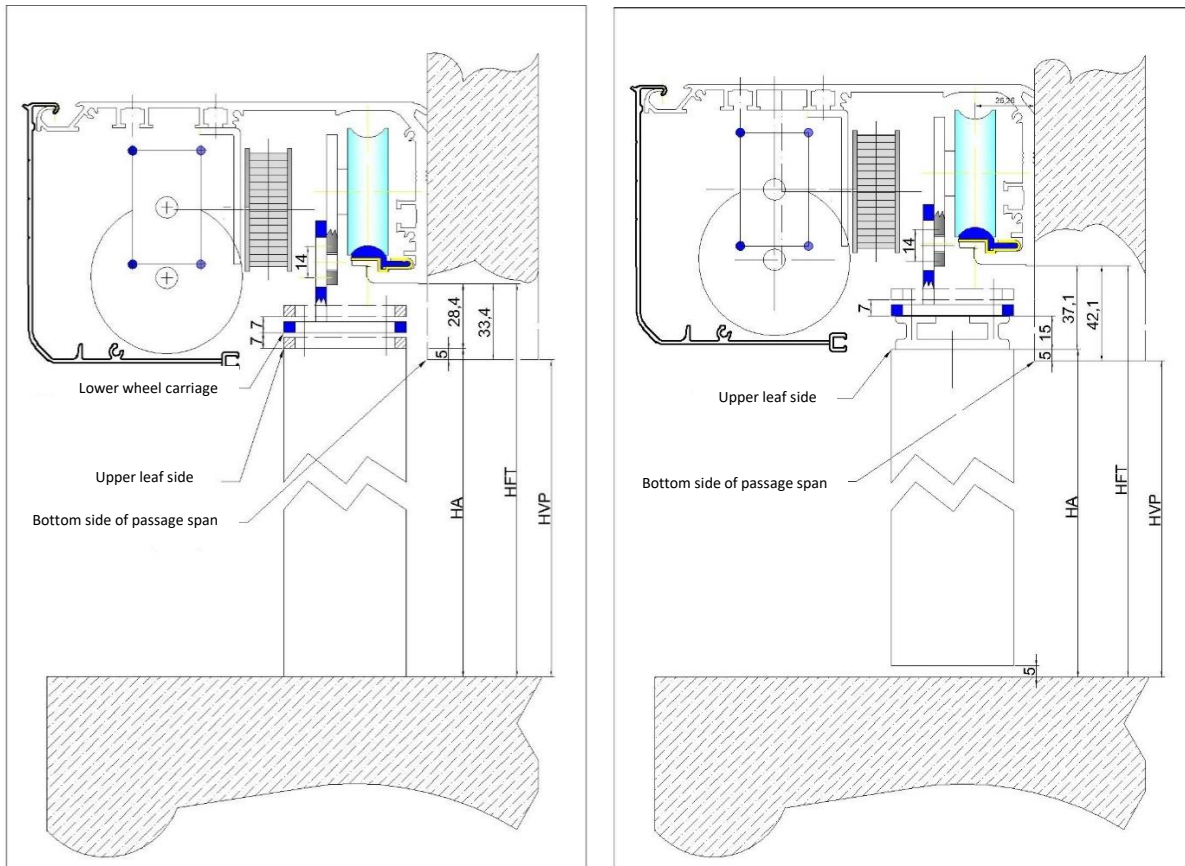 14
7,7
28,4
33,4
5
Lower wheel carriage
Upper leaf side
Bottom side of passage span
HA
HFT
HVP
26,26
14
7
15
37,1
42,1
5
Upper leaf side
Bottom side of passage span
HA
HFT
HVP
5